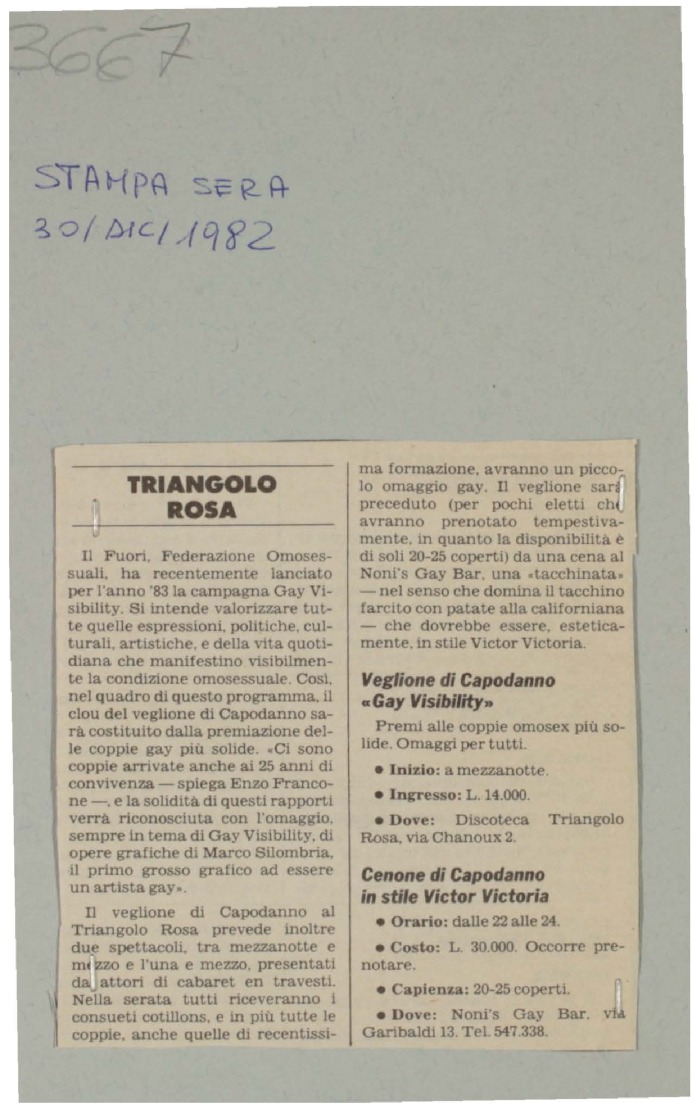 3667
STAMPA SERA
30/DIC/1982
TRIANGOLO
ROSA
Il Fuori, Federazione Omoses-
suali, ha recentemente lanciato
per l'anno '83 la campagna Gay Vi-
sibility. Si intende valorizzare tut-
te quelle espressioni, politiche, cul-
turali, artistiche, e della vita quoti-
diana che manifestino visibilmen-
te la condizione omosessuale. Così,
nel quadro di questo programma, il
clou del veglione di Capodanno sa-
rà costituito dalla premiazione del-
le coppie gay più solide. «Ci sono
coppie arrivate anche ai 25 anni di
convivenza — spiega Enzo Franco-
ne —, e la solidità di questi rapporti
verrà riconosciuta con l'omaggio,
sempre in tema di Gay Visibility, di
opere grafiche di Marco Silombria,
il primo grosso grafico ad essere
un artista gay».
Il veglione di Capodanno al
Triangolo Rosa prevede inoltre
due spettacoli, tra mezzanotte e
mezzo e l'una e mezzo, presentati
da attori di cabaret en travesti.
Nella serata tutti riceveranno i
consueti cotillons, e in più tutte le
coppie, anche quelle di recentissi-
ma formazione, avranno un picco-
lo omaggio gay. Il veglione sarà
preceduto (per pochi eletti che
avranno prenotato tempestiva-
mente, in quanto la disponibilità è
di soli 20-25 coperti) da una cena al
Noni's Gay Bar, una «tacchinata»
— nel senso che domina il tacchino
farcito con patate alla californiana
— che dovrebbe essere, estetica-
mente, in stile Victor Victoria.
Veglione di Capodanno
«Gay Visibility»
Premi alle coppie omosex più so-
lide. Omaggi per tutti.
● Inizio: a mezzanotte.
● Ingresso: L. 14.000.
● Dove: Discoteca Triangolo
Rosa, via Chanoux 2.
Cenone di Capodanno
in stile Victor Victoria
● Orario: dalle 22 alle 24.
● Costo: L. 30.000. Occorre pre-
notare.
● Capienza: 20-25 coperti.
● Dove: Noni's Gay Bar, via
Garibaldi 13. Tel. 547.338.